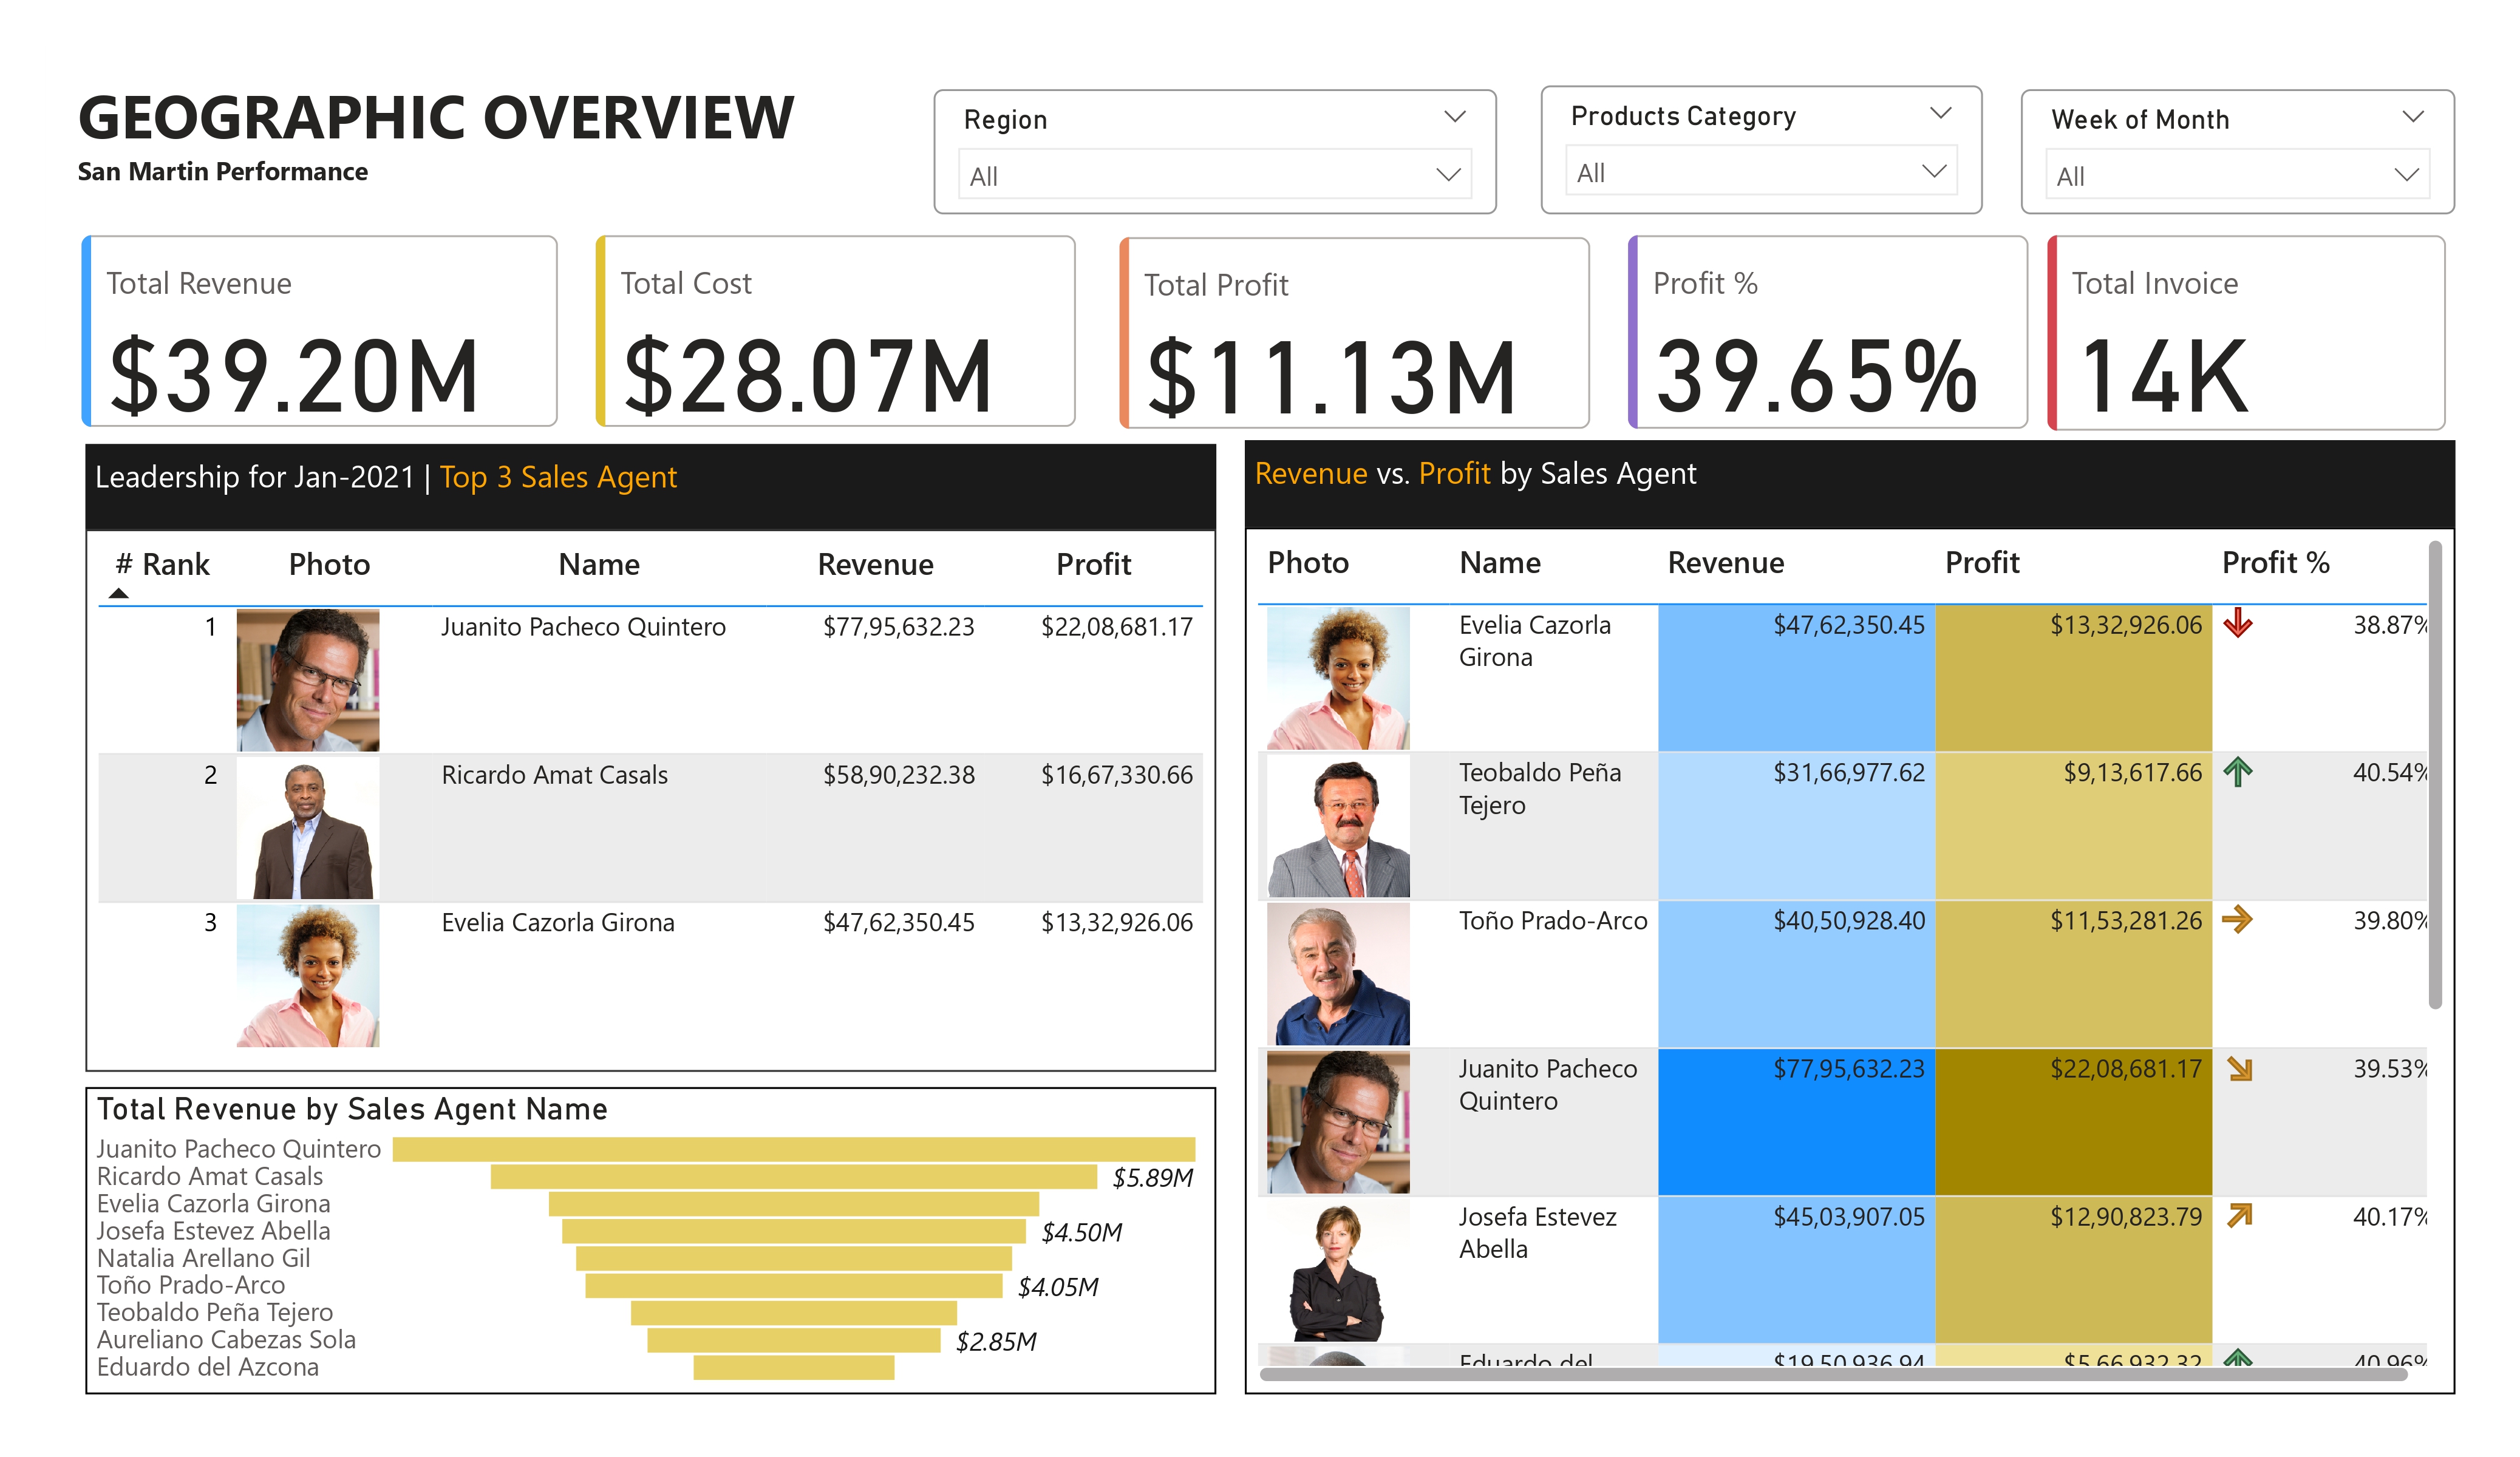 GEOGRAPHIC OVERVIEW
San Martin Performance
Region
All
Products Category
All
Week of Month
All
Total Revenue
$39.20M
Total Cost
$28.07M
Total Profit
$11.13M
Profit %
39.65%
Total Invoice
14K
Leadership for Jan-2021 | Top 3 Sales Agent
# Rank Photo Name Revenue Profit
1 Juanito Pacheco Quintero $77,95,632.23 $22,08,681.17
2 Ricardo Amat Casals $58,90,232.38 $16,67,330.66
3 Evelia Cazorla Girona $47,62,350.45 $13,32,926.06
Total Revenue by Sales Agent Name
Juanito Pacheco Quintero
Ricardo Amat Casals $5.89M
Evelia Cazorla Girona
Josefa Estevez Abella $4.50M
Natalia Arellano Gil
Toño Prado-Arco $4.05M
Teobaldo Peña Tejero
Aureliano Cabezas Sola $2.85M
Eduardo del Azcona
Revenue vs. Profit by Sales Agent
Photo Name Revenue Profit Profit %
Evelia Cazorla $47,62,350.45 $13,32,926.06 38.87%
Girona
Teobaldo Peña $31,66,977.62 $9,13,617.66 40.54%
Tejero
Toño Prado-Arco $40,50,928.40 $11,53,281.26 39.80%
Juanito Pacheco $77,95,632.23 $22,08,681.17 39.53%
Quintero
Josefa Estevez $45,03,907.05 $12,90,823.79 40.17%
Abella
Eduardo del $19,50,936.94 $5,66,932.32 40.96%